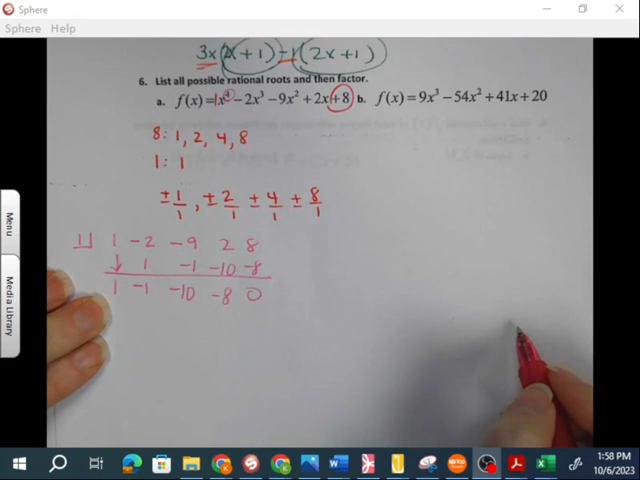 Sphere
Sphere Help
3x(2x + 1) - 1(2x + 1)
6. List all possible rational roots and then factor.
a. f(x) = 1x⁴ − 2x³ − 9x² + 2x + 8 b. f(x) = 9x³ − 54x² + 41x + 20
8: 1, 2, 4, 8
1: 1
± 1/1, ± 2/1 ± 4/1 ± 8/1
1 1 -2 -9 2 8
↓ 1 -1 -10 -8
1 -1 -10 -8 0
Menu
Media Library
1:58 PM
10/6/2023